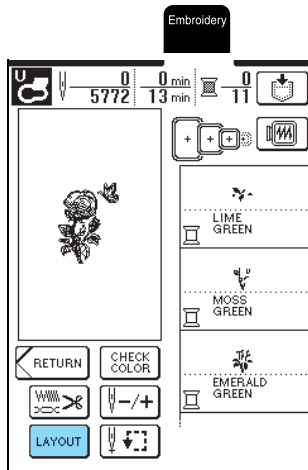 Embroidery
U
0
5772
0 min
13 min
0
11
LIME
GREEN
MOSS
GREEN
EMERALD
GREEN
RETURN
CHECK
COLOR
-/+
LAYOUT